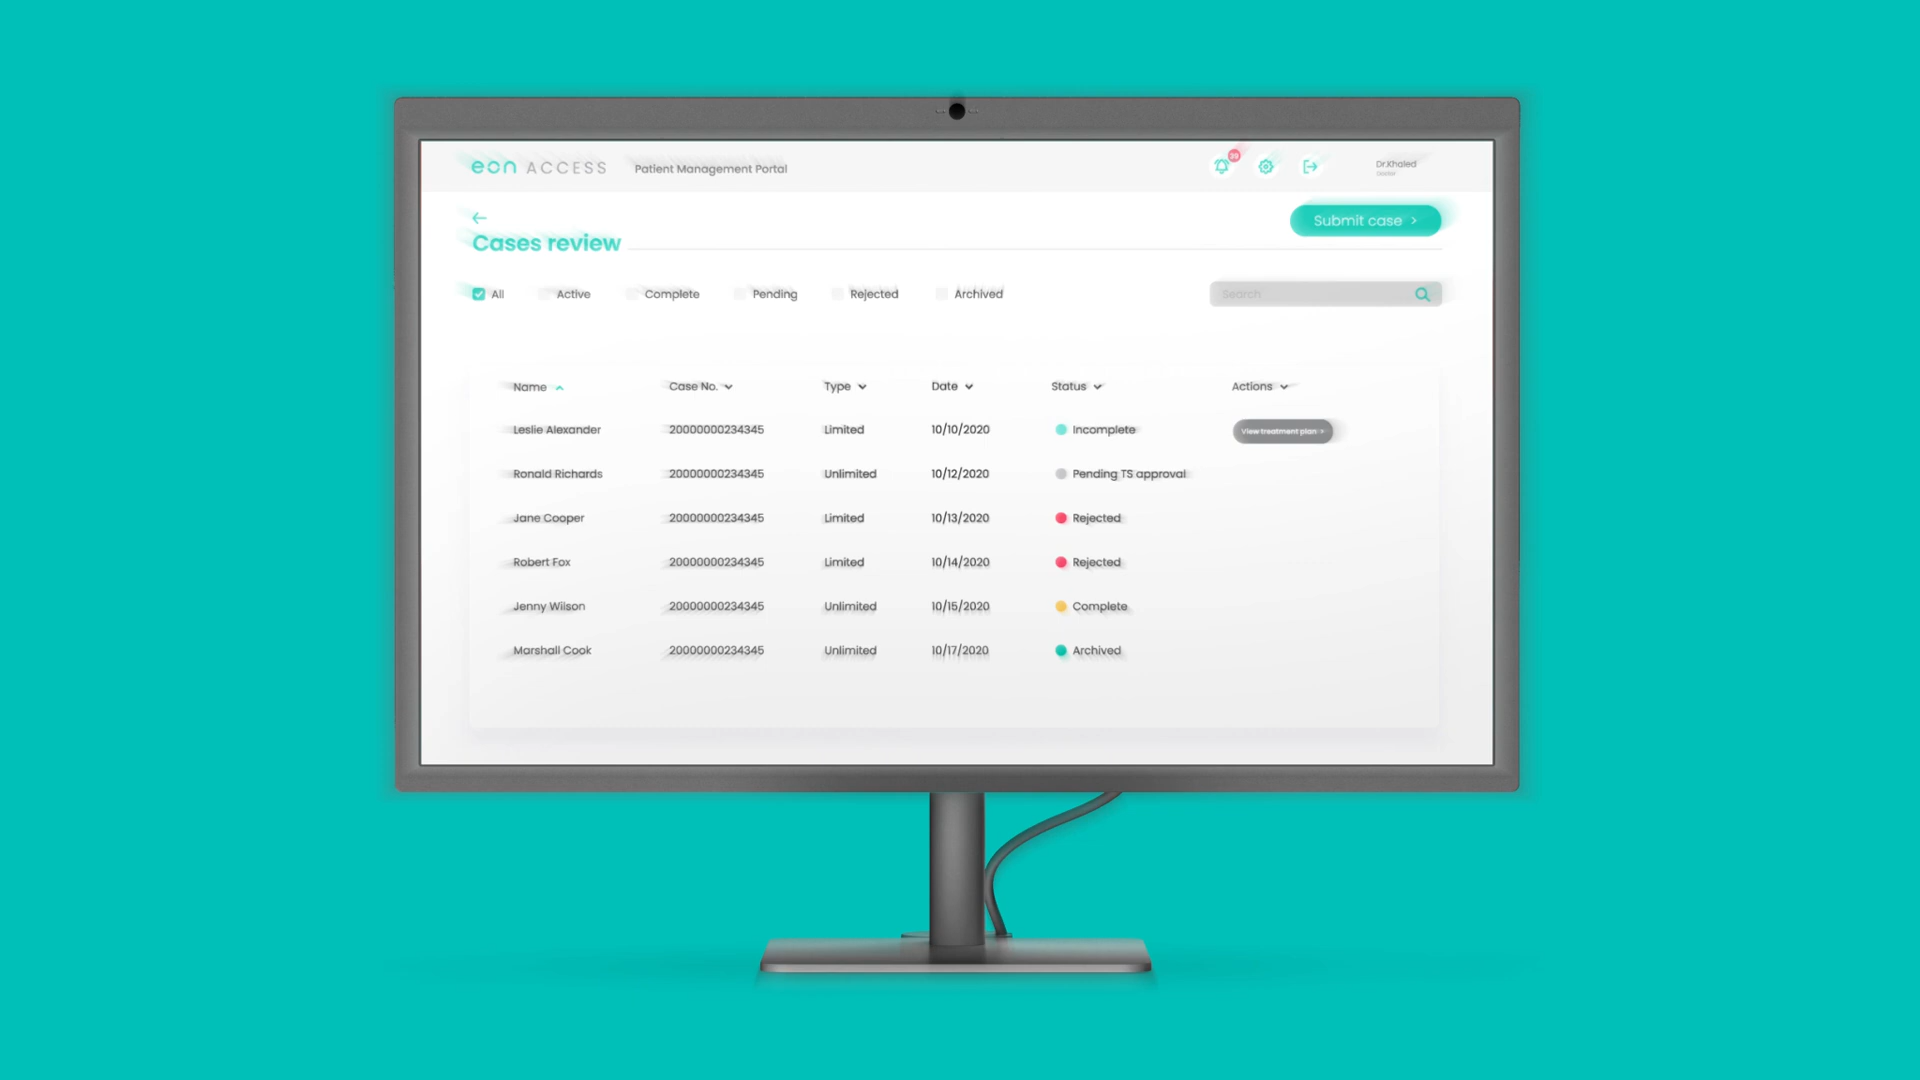 eon ACCESS Patient Management Portal Dr.Khaled
Submit case >
Cases review
All Active Complete Pending Rejected Archived Search
Name Case No. Type Date Status Actions
Leslie Alexander 20000000234345 Limited 10/10/2020 Incomplete View treatment plan >
Ronald Richards 20000000234345 Unlimited 10/12/2020 Pending TS approval
Jane Cooper 20000000234345 Limited 10/13/2020 Rejected
Robert Fox 20000000234345 Limited 10/14/2020 Rejected
Jenny Wilson 20000000234345 Unlimited 10/15/2020 Complete
Marshall Cook 20000000234345 Unlimited 10/17/2020 Archived